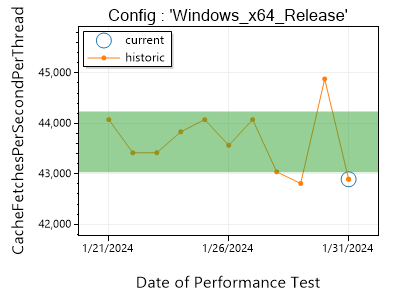 Config : 'Windows_x64_Release'
current
historic
CacheFetchesPerSecondPerThread
45,000
44,000
43,000
42,000
1/21/2024
1/26/2024
1/31/2024
Date of Performance Test